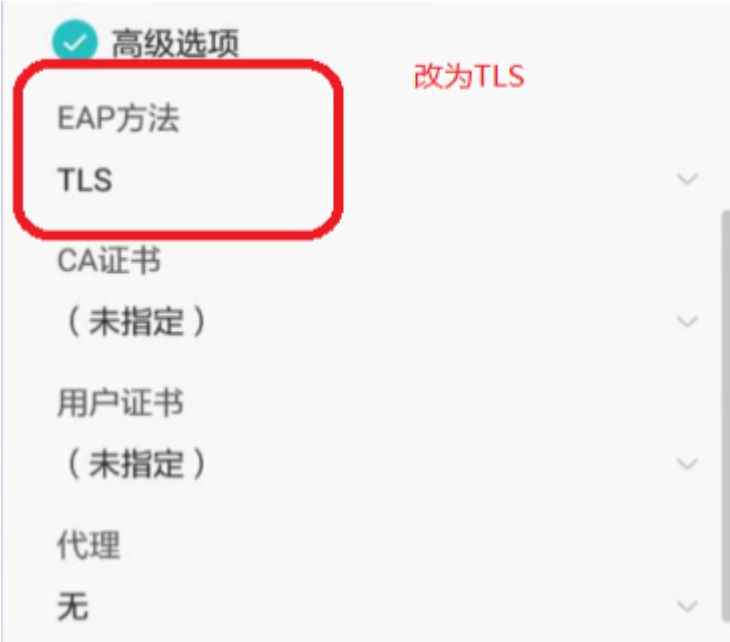 高级选项
改为TLS
EAP方法
TLS
CA证书
（未指定）
用户证书
（未指定）
代理
无